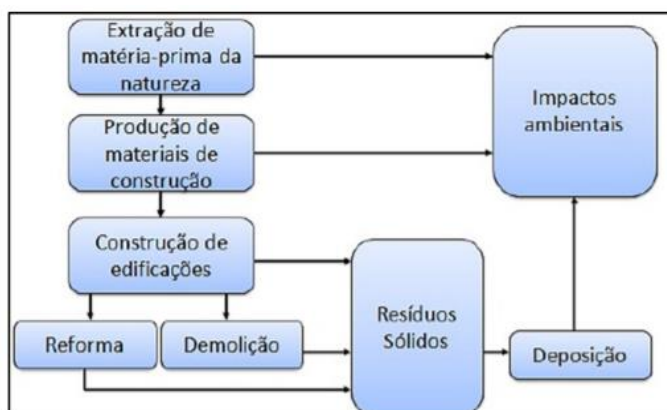 Extração de
matéria-prima da
natureza
Impactos
ambientais
Produção de
materiais de
construção
Construção de
edificações
Resíduos
Sólidos
Reforma
Demolição
Deposição